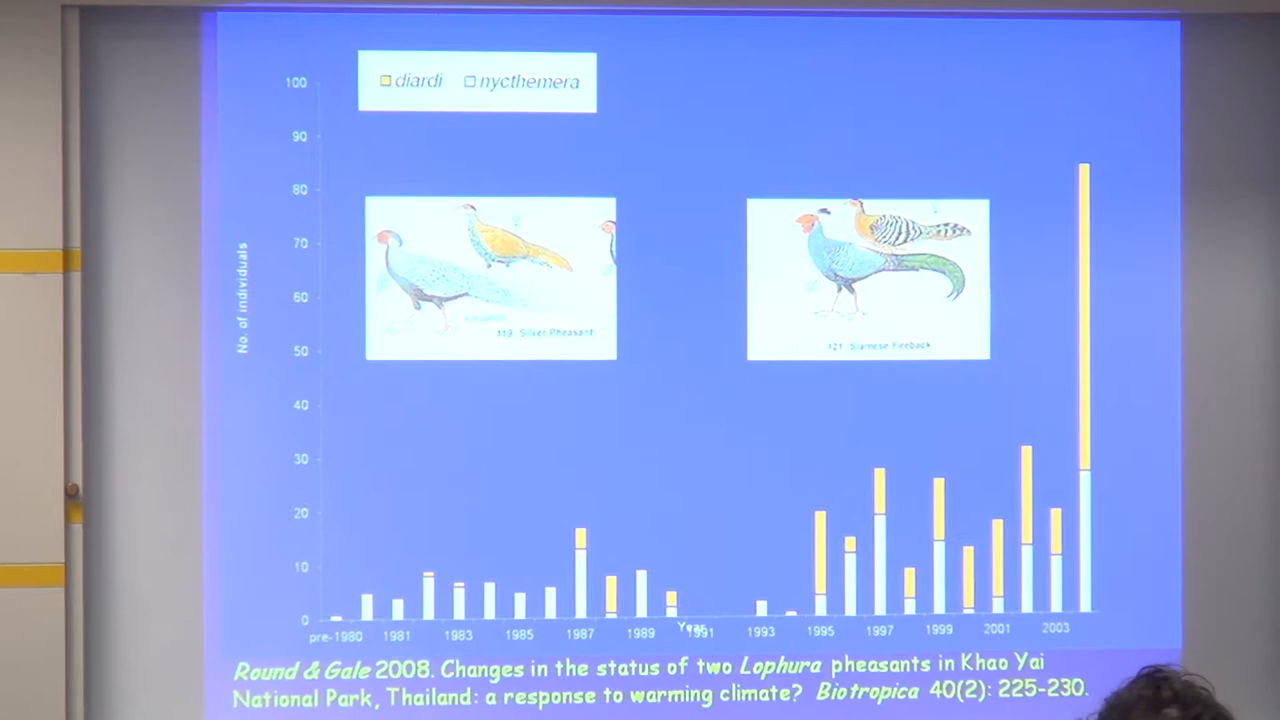 diardi nycthemera
100
90
80
70
60
50
40
30
20
10
0
No. of individuals
119. Silver Pheasant
121. Siamese Fireback
pre-1980 1981 1983 1985 1987 1989 1991 1993 1995 1997 1999 2001 2003
Year
Round & Gale 2008. Changes in the status of two Lophura pheasants in Khao Yai
National Park, Thailand: a response to warming climate? Biotropica 40(2): 225-230.